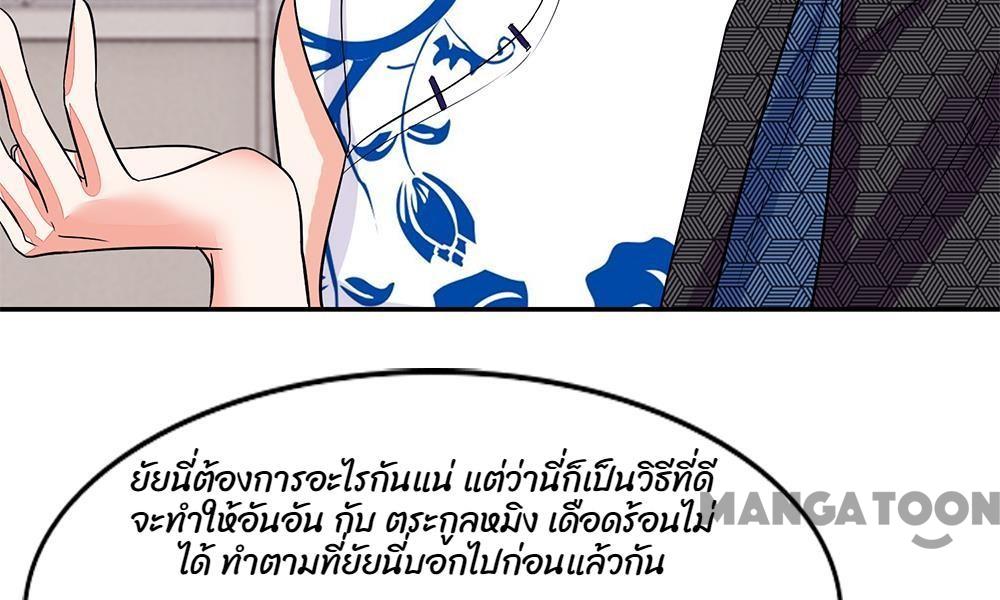 ยัยนี่ต้องการอะไรกันแน่ แต่ว่านี่ก็เป็นวิธีที่ดี
จะทำให้อันอัน กับ ตระกูลหมิง เดือดร้อนไม่
ได้ ทำตามที่ยัยนี่บอกไปก่อนแล้วกัน
MANGATOON